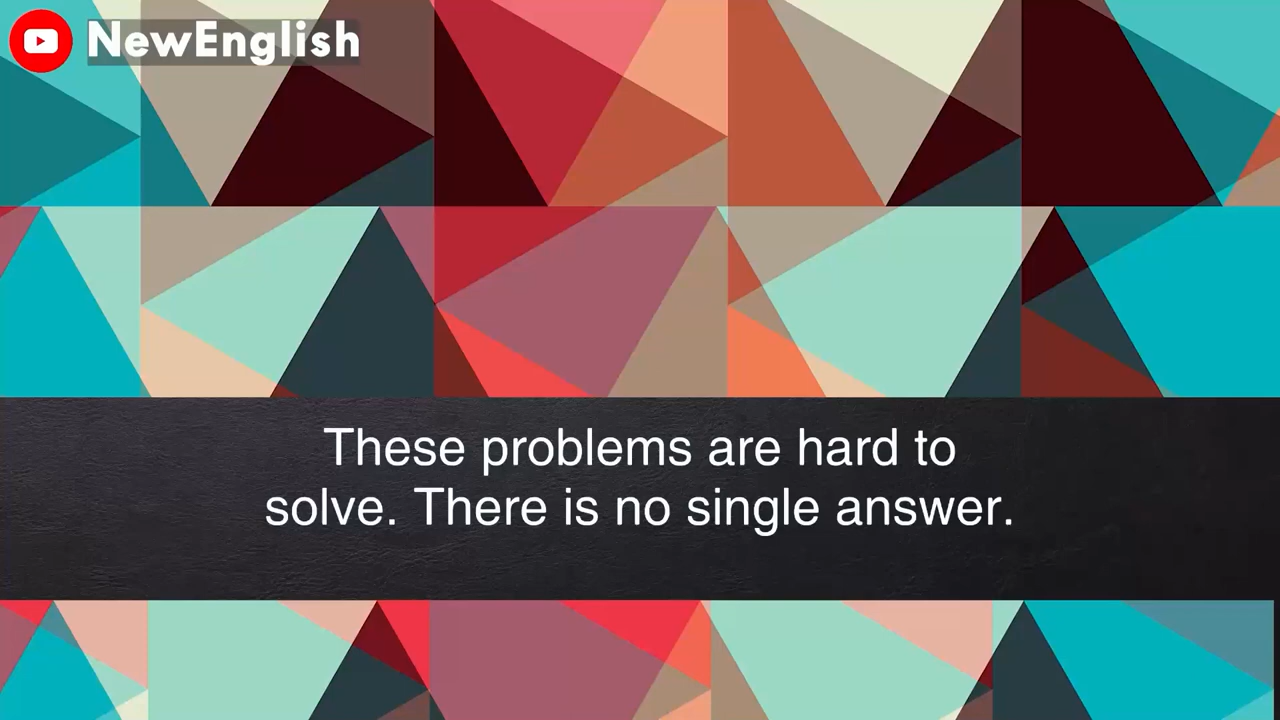 NewEnglish
These problems are hard to
solve. There is no single answer.